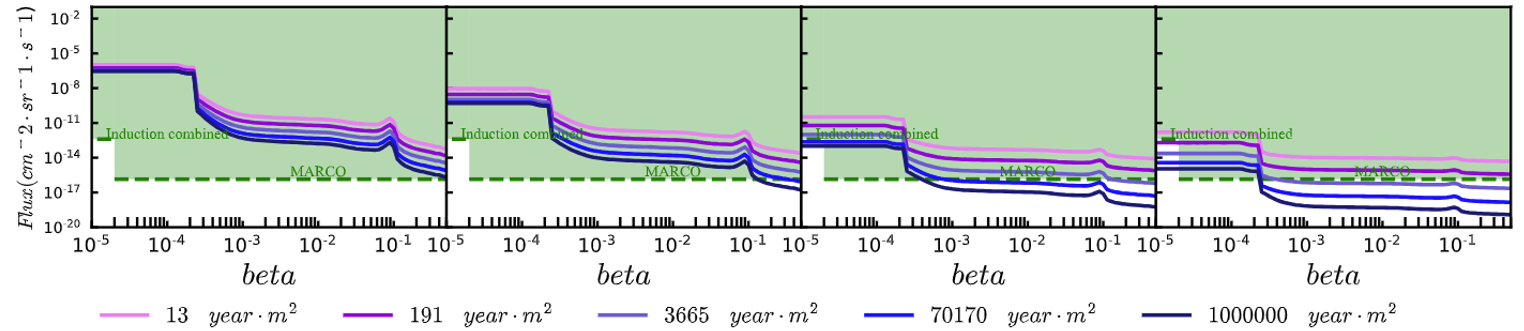 Flux(cm⁻2 · sr⁻1 · s⁻1)
10⁻²
10⁻⁵
10⁻⁸
10⁻¹¹
10⁻¹⁴
10⁻¹⁷
10⁻²⁰
Induction combined Induction combined Induction combined Induction combined
MARCO MARCO MARCO MARCO
10⁻⁵ 10⁻⁴ 10⁻³ 10⁻² 10⁻¹ 10⁻⁵ 10⁻⁴ 10⁻³ 10⁻² 10⁻¹ 10⁻⁵ 10⁻⁴ 10⁻³ 10⁻² 10⁻¹ 10⁻⁵ 10⁻⁴ 10⁻³ 10⁻² 10⁻¹
beta beta beta beta
13 year · m² 191 year · m² 3665 year · m² 70170 year · m² 1000000 year · m²